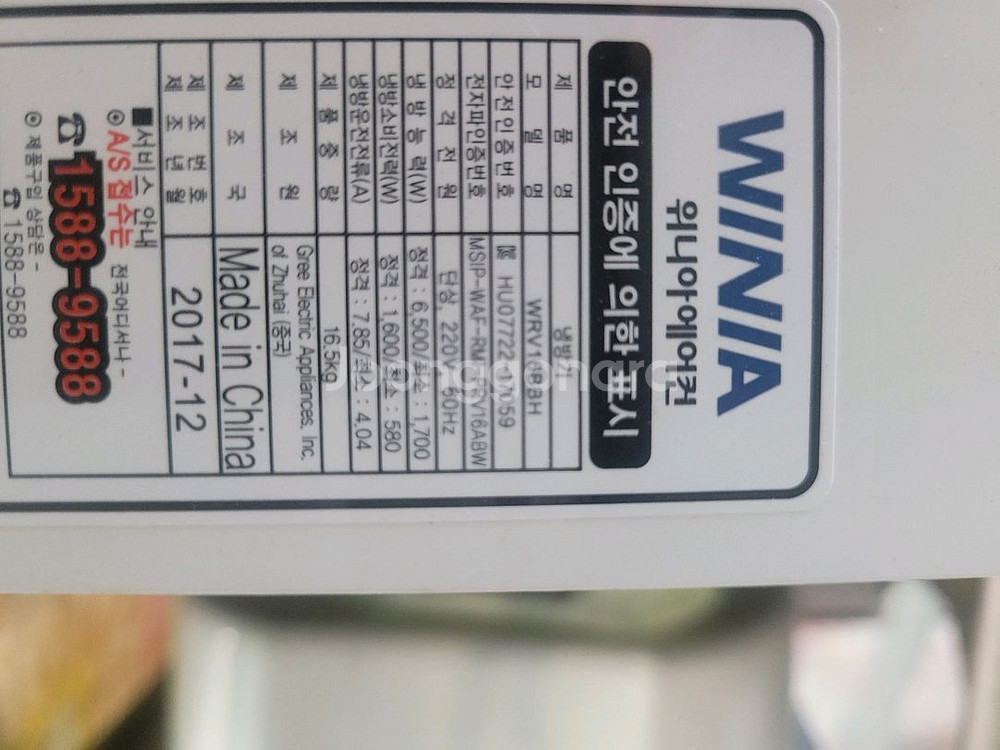 WINIA
위니아에어컨
안전 인증에 의한 표시
제 품 명 냉방기
모 델 명
안전인증번호 HU07722-17059
전자파인증번호
정 격 전 원 단상, 220V, 60Hz
냉 방 능 력(W) 정격 : 6,500/최소 : 1,700
냉방소비전력(W) 정격 : 1,600/최소 : 580
냉방운전전류(A) 정격 : 7.85/최소 : 4.04
제 품 중 량 16.5kg
제 조 원 Gree Electric Appliances, Inc. of Zhuhai (중국)
제 조 국 Made in China
제 조 번 호
제 조 년 월 2017-12
■서비스 안내
◎ A/S 접수는 전국어디서나 -
☎ 1588-9588
◎ 제품구입 상담은 -
☎ 1588-9588